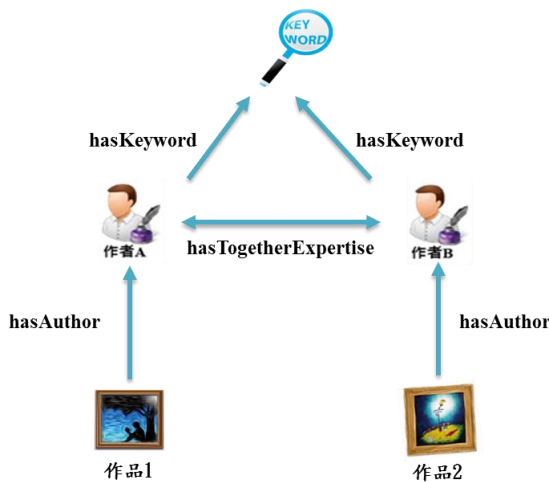 KEY
WORD
hasKeyword
hasKeyword
作者A
作者B
hasTogetherExpertise
hasAuthor
hasAuthor
作品1
作品2